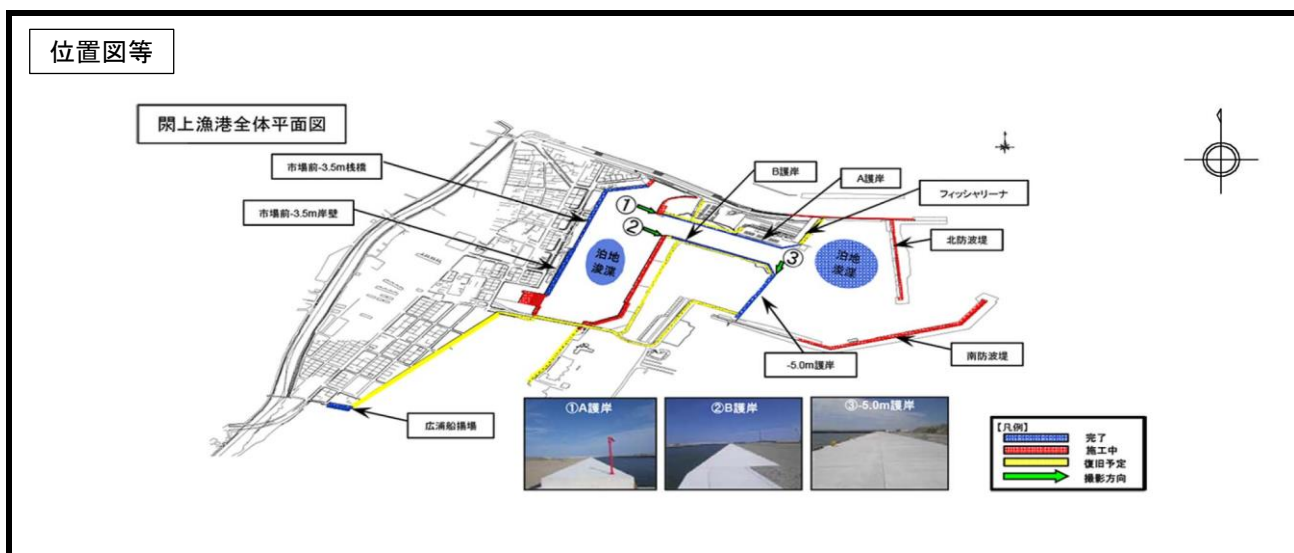 位置図等
閖上漁港全体平面図
市場前-3.5m桟橋
市場前-3.5m岸壁
B護岸
A護岸
フィッシャリーナ
北防波堤
①
②
③
泊地
浚渫
泊地
浚渫
-5.0m護岸
南防波堤
広浦船揚場
①A護岸
②B護岸
③-5.0m護岸
【凡例】
完了
施工中
復旧予定
撮影方向